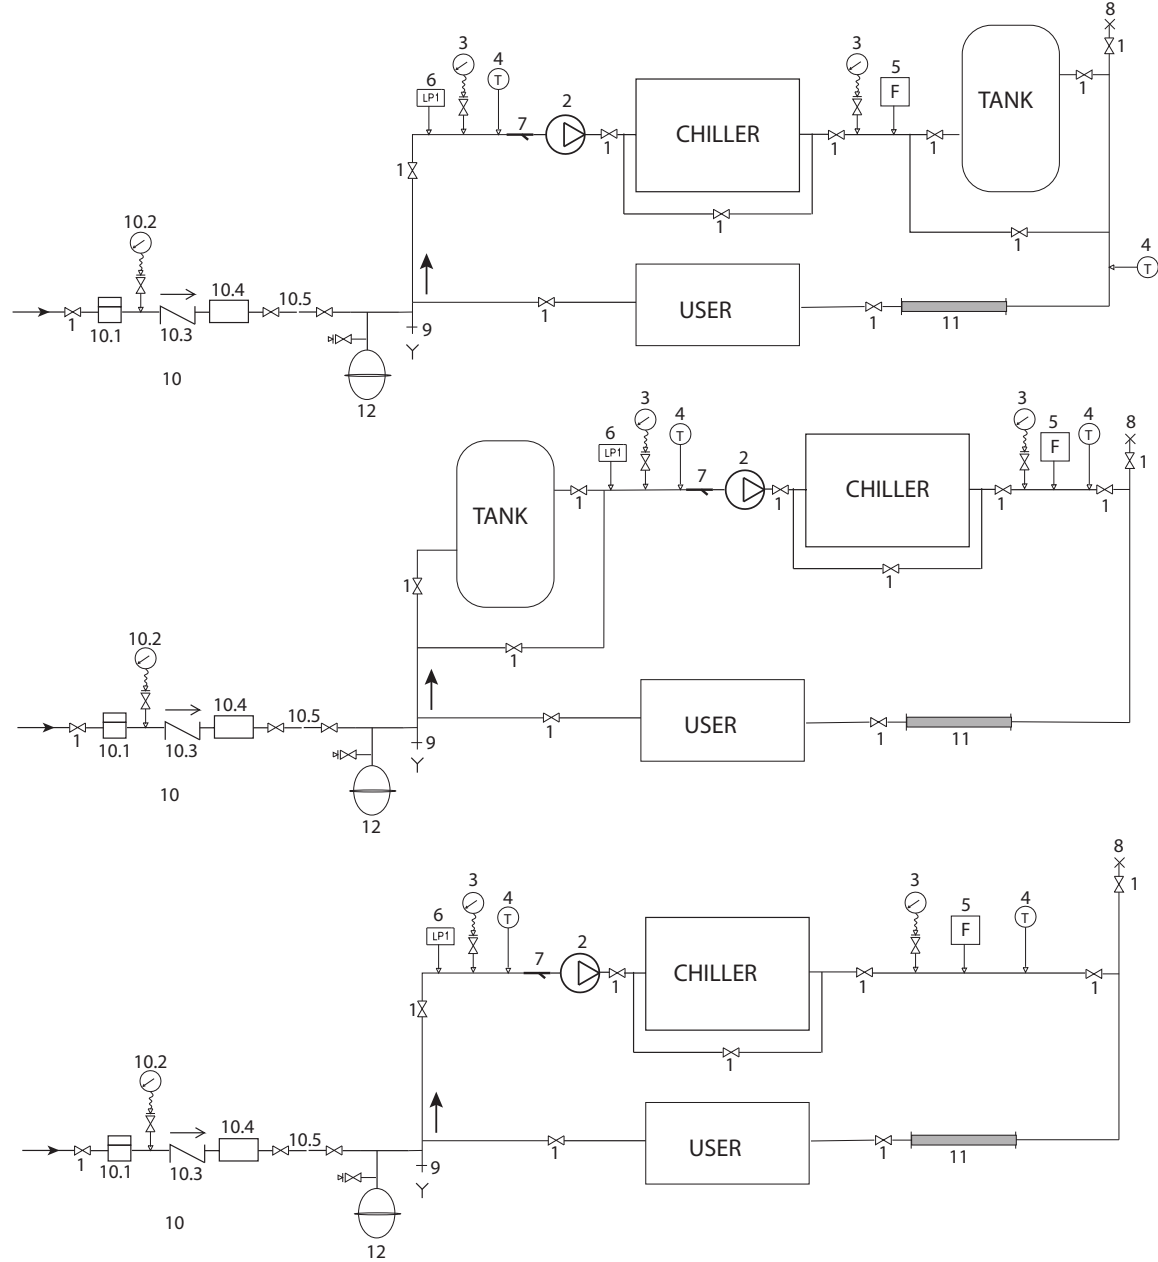 8
3 3 1
4 5
6 T F
LP1 2 TANK
7 1
CHILLER
1 1 1
1
10.2 1 1
4
T
10.4 USER
10.5
1 10.1 10.3 9 1 1 11
10
12
3 3
4 4 8
6 T 5 T
LP1 2 F 1
7
TANK CHILLER
1 1 1 1
1 1
10.2 1
10.4 USER
10.5
1 10.1 10.3 9 1 1 11
10
12
8
3 3 1
4 5 4
6 T F T
LP1 2
7
CHILLER
1 1 1 1
10.2 1
10.4 USER
10.5
1 10.1 10.3 9 1 1 11
10
12